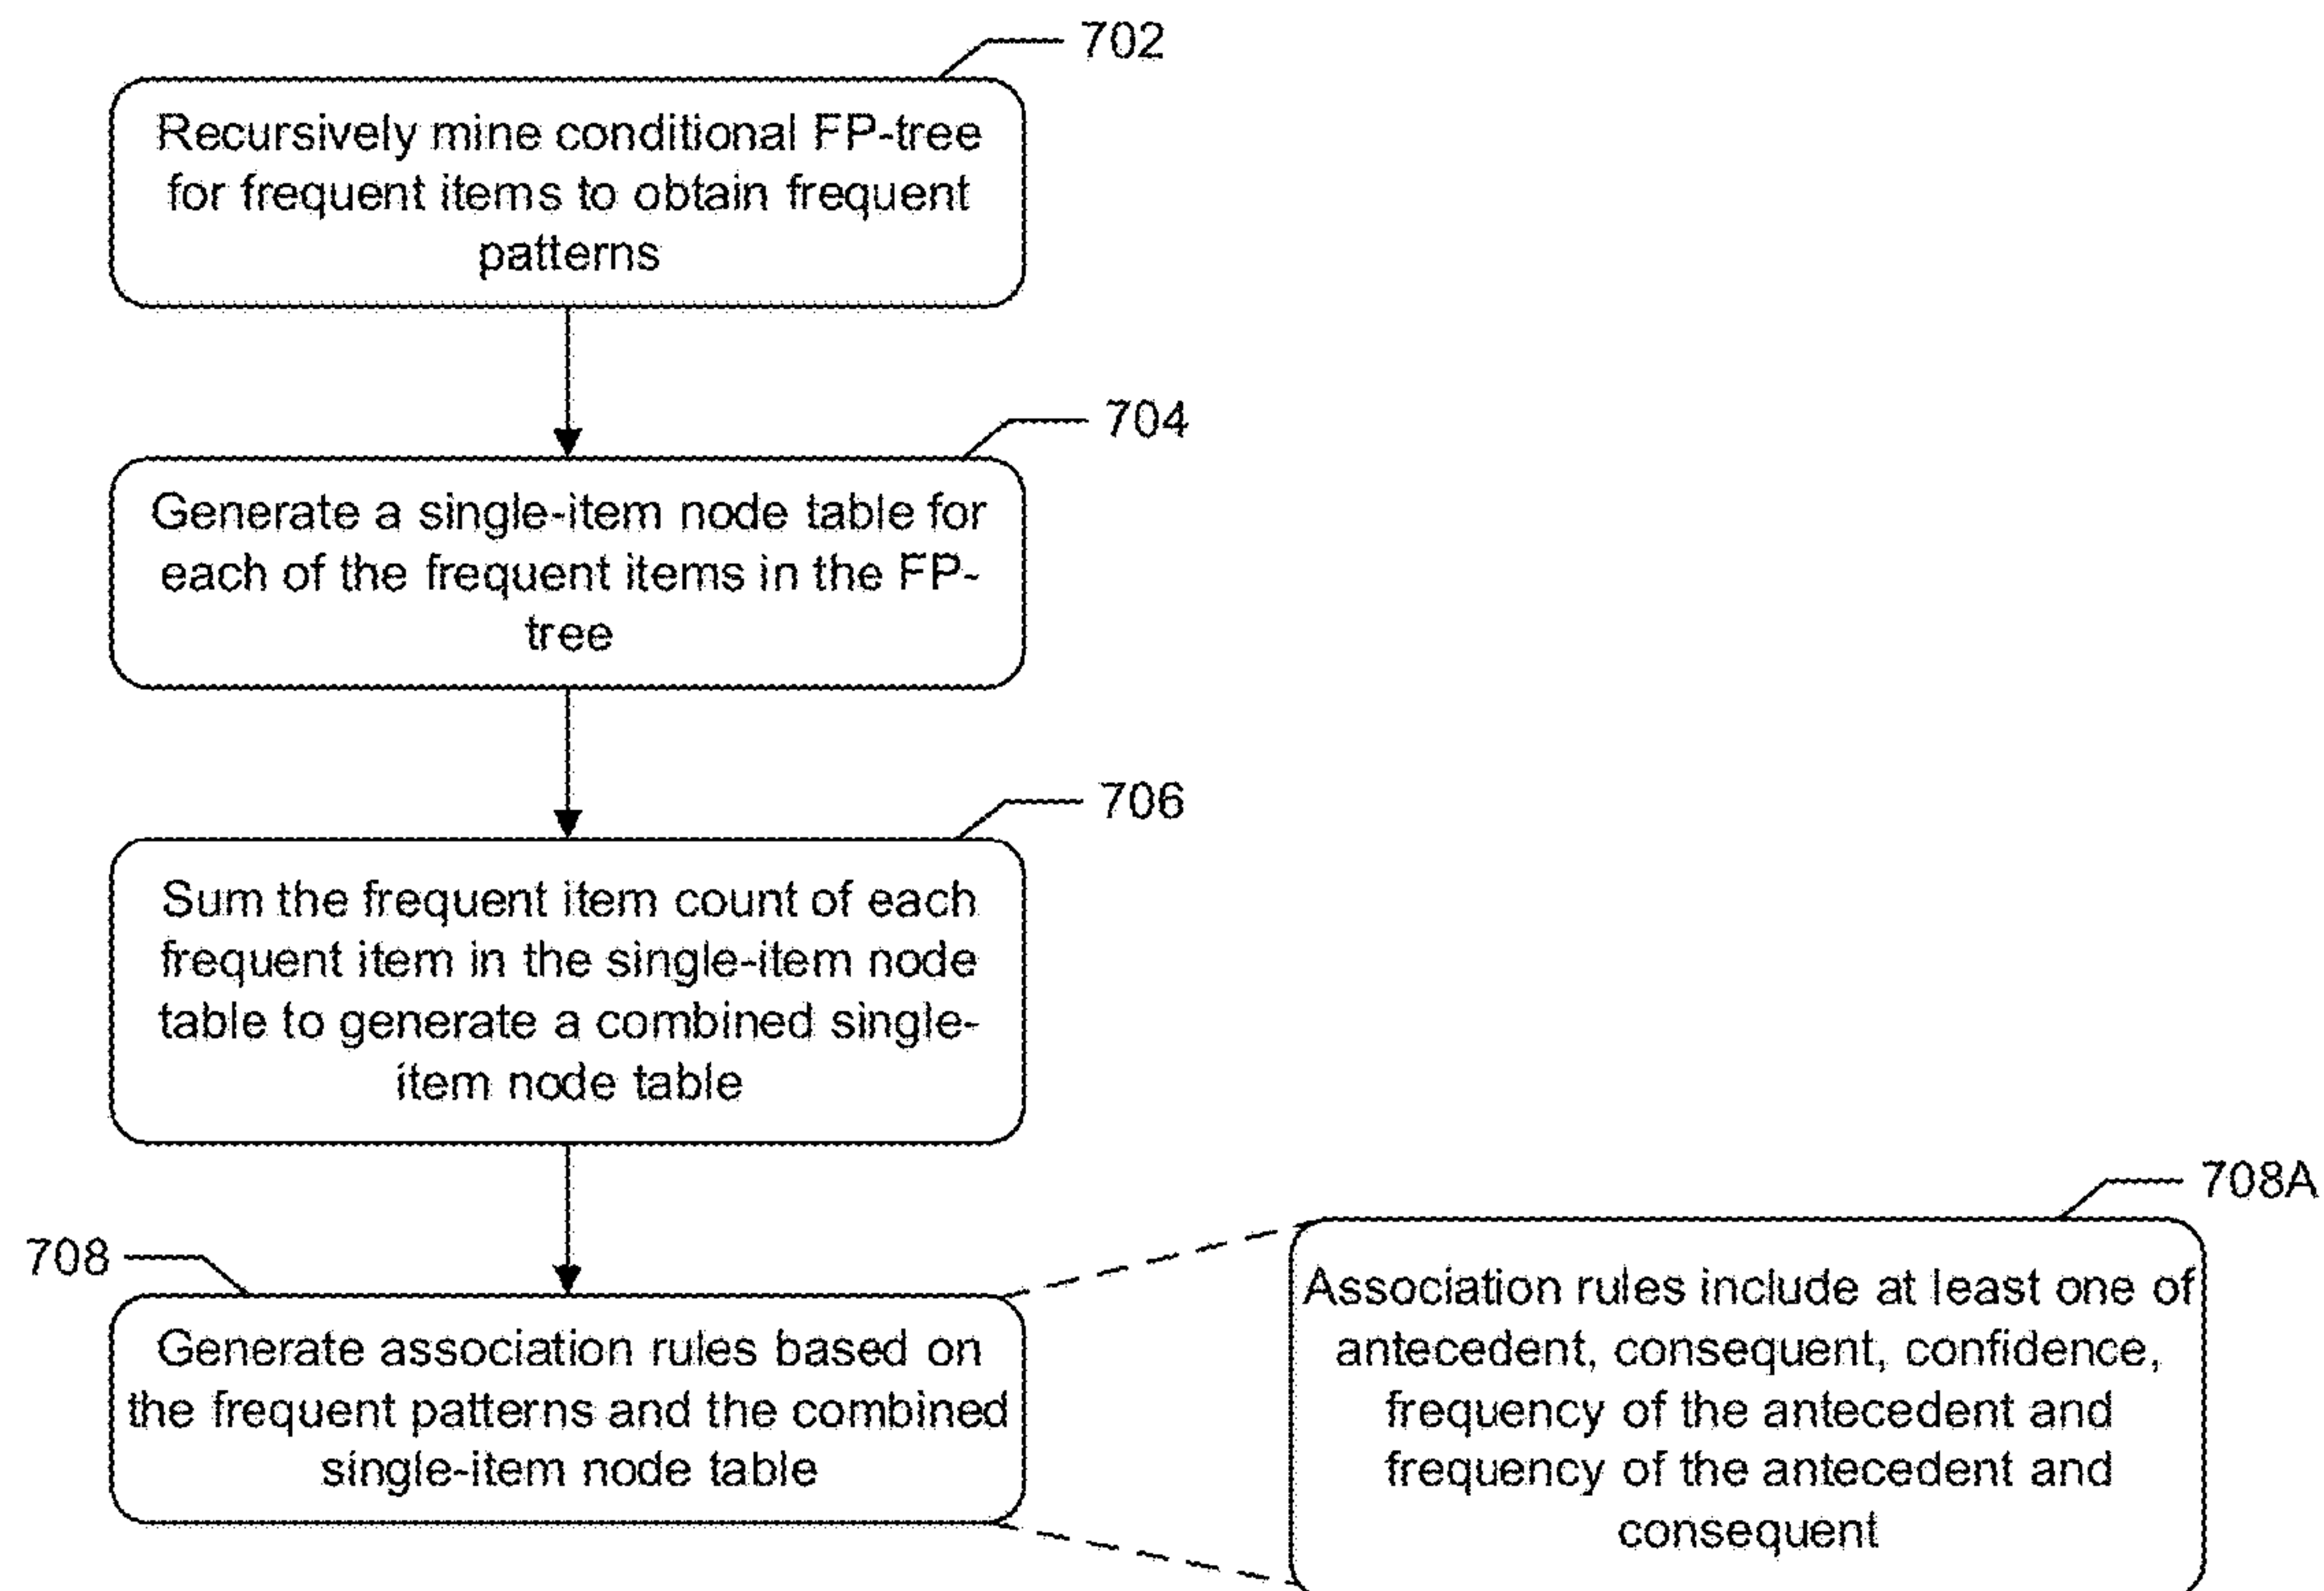 702
Recursively mine conditional FP-tree
for frequent items to obtain frequent
patterns
704
Generate a single-item node table for
each of the frequent items in the FP-
tree
706
Sum the frequent item count of each
frequent item in the single-item node
table to generate a combined single-
item node table
708
Generate association rules based on
the frequent patterns and the combined
single-item node table
708A
Association rules include at least one of
antecedent, consequent, confidence,
frequency of the antecedent and
frequency of the antecedent and
consequent